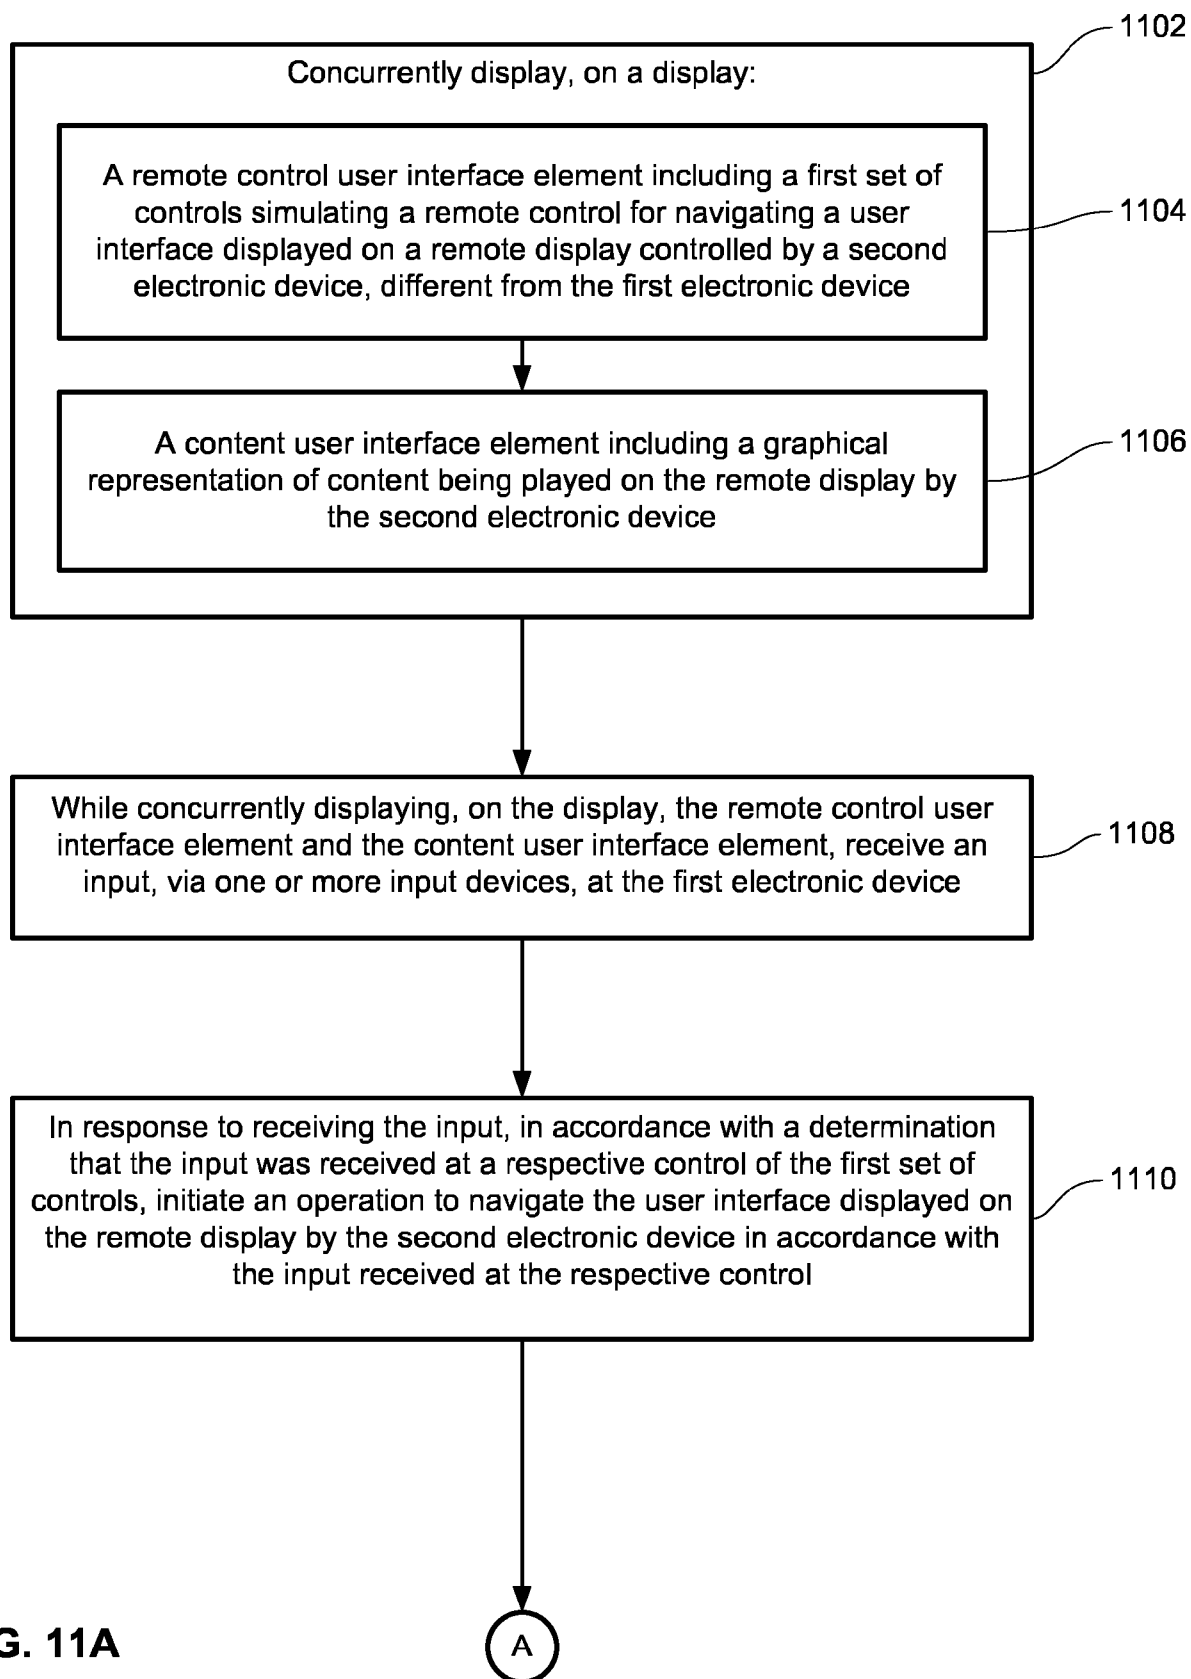 1102
Concurrently display, on a display:
A remote control user interface element including a first set of
controls simulating a remote control for navigating a user
interface displayed on a remote display controlled by a second
electronic device, different from the first electronic device
1104
A content user interface element including a graphical
representation of content being played on the remote display by
the second electronic device
1106
While concurrently displaying, on the display, the remote control user
interface element and the content user interface element, receive an
input, via one or more input devices, at the first electronic device
1108
In response to receiving the input, in accordance with a determination
that the input was received at a respective control of the first set of
controls, initiate an operation to navigate the user interface displayed on
the remote display by the second electronic device in accordance with
the input received at the respective control
1110
G. 11A
A